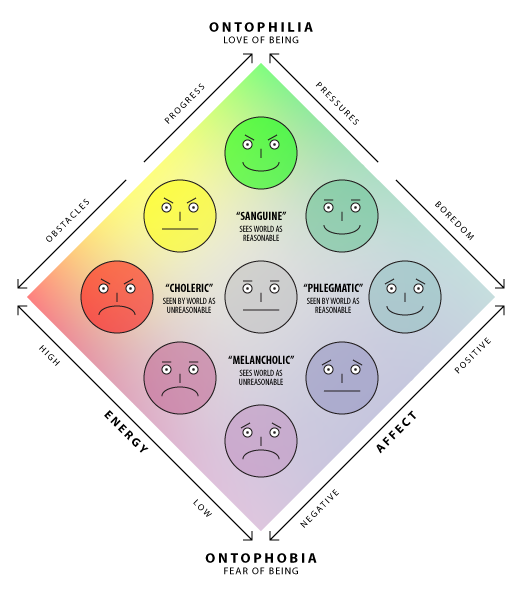 ONTOPHILIA
LOVE OF BEING
PROGRESS
PRESSURES
OBSTACLES
BOREDOM
“SANGUINE”
SEES WORLD AS
REASONABLE
“CHOLERIC”
SEEN BY WORLD AS
UNREASONABLE
“PHLEGMATIC”
SEEN BY WORLD AS
REASONABLE
“MELANCHOLIC”
SEES WORLD AS
UNREASONABLE
HIGH
ENERGY
LOW
POSITIVE
AFFECT
NEGATIVE
ONTOPHOBIA
FEAR OF BEING